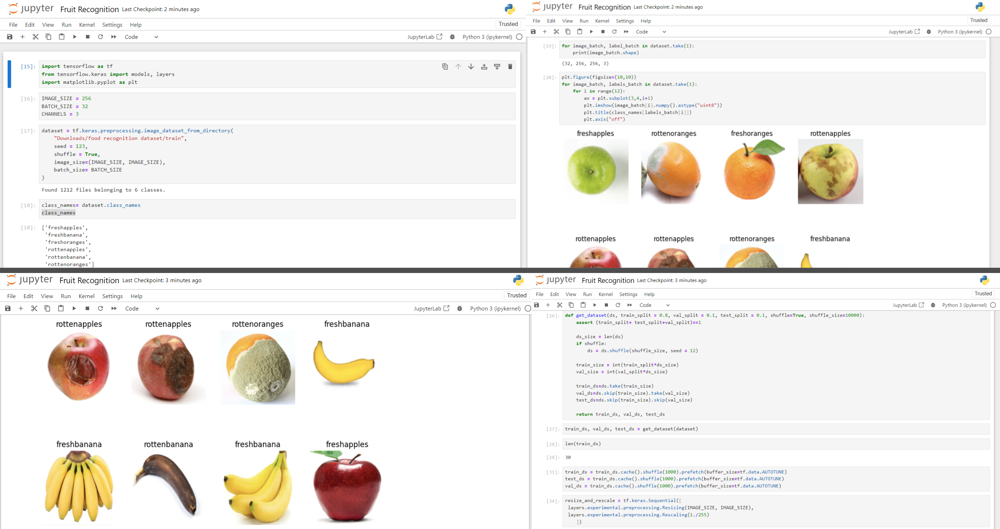 jupyter Fruit Recognition Last Checkpoint: 2 minutes ago
File Edit View Run Kernel Settings Help Trusted
Code JupyterLab Python 3 (ipykernel)
[15]: import tensorflow as tf
from tensorflow.keras import models, layers
import matplotlib.pyplot as plt
[16]: IMAGE_SIZE = 256
BATCH_SIZE = 32
CHANNELS = 3
[17]: dataset = tf.keras.preprocessing.image_dataset_from_directory(
"Downloads/food recognition dataset/train",
seed = 123,
shuffle = True,
image_size=(IMAGE_SIZE, IMAGE_SIZE),
batch_size= BATCH_SIZE
)
Found 1212 files belonging to 6 classes.
[18]: class_names= dataset.class_names
class_names
[18]: ['freshapples',
'freshbanana',
'freshoranges',
'rottenapples',
'rottenbanana',
'rottenoranges']
jupyter Fruit Recognition Last Checkpoint: 2 minutes ago
File Edit View Run Kernel Settings Help Trusted
Code JupyterLab Python 3 (ipykernel)
[19]: for image_batch, label_batch in dataset.take(1):
print(image_batch.shape)
(32, 256, 256, 3)
[20]: plt.figure(figsize=(10,10))
for image_batch, labels_batch in dataset.take(1):
for i in range(12):
ax = plt.subplot(3,4,i+1)
plt.imshow(image_batch[i].numpy().astype("uint8"))
plt.title(class_names[labels_batch[i]])
plt.axis("off")
freshapples rottenoranges freshoranges rottenapples
rottenapples rottenapples rottenoranges freshbanana
jupyter Fruit Recognition Last Checkpoint: 3 minutes ago
File Edit View Run Kernel Settings Help Trusted
Code JupyterLab Python 3 (ipykernel)
rottenapples rottenapples rottenoranges freshbanana
freshbanana rottenbanana freshbanana freshapples
jupyter Fruit Recognition Last Checkpoint: 3 minutes ago
File Edit View Run Kernel Settings Help Trusted
Code JupyterLab Python 3 (ipykernel)
[26]: def get_dataset(ds, train_split = 0.8, val_split = 0.1, test_split = 0.1, shuffle=True, shuffle_size=10000):
assert (train_split+ test_split+val_split)==1
ds_size = len(ds)
if shuffle:
ds = ds.shuffle(shuffle_size, seed = 12)
train_size = int(train_split*ds_size)
val_size = int(val_split*ds_size)
train_ds=ds.take(train_size)
val_ds=ds.skip(train_size).take(val_size)
test_ds=ds.skip(train_size).skip(val_size)
return train_ds, val_ds, test_ds
[27]: train_ds, val_ds, test_ds = get_dataset(dataset)
[28]: len(train_ds)
[28]: 30
[31]: train_ds = train_ds.cache().shuffle(1000).prefetch(buffer_size=tf.data.AUTOTUNE)
test_ds = train_ds.cache().shuffle(1000).prefetch(buffer_size=tf.data.AUTOTUNE)
val_ds = train_ds.cache().shuffle(1000).prefetch(buffer_size=tf.data.AUTOTUNE)
[34]: resize_and_rescale = tf.keras.Sequential([
layers.experimental.preprocessing.Resizing(IMAGE_SIZE, IMAGE_SIZE),
layers.experimental.preprocessing.Rescaling(1./255)
])